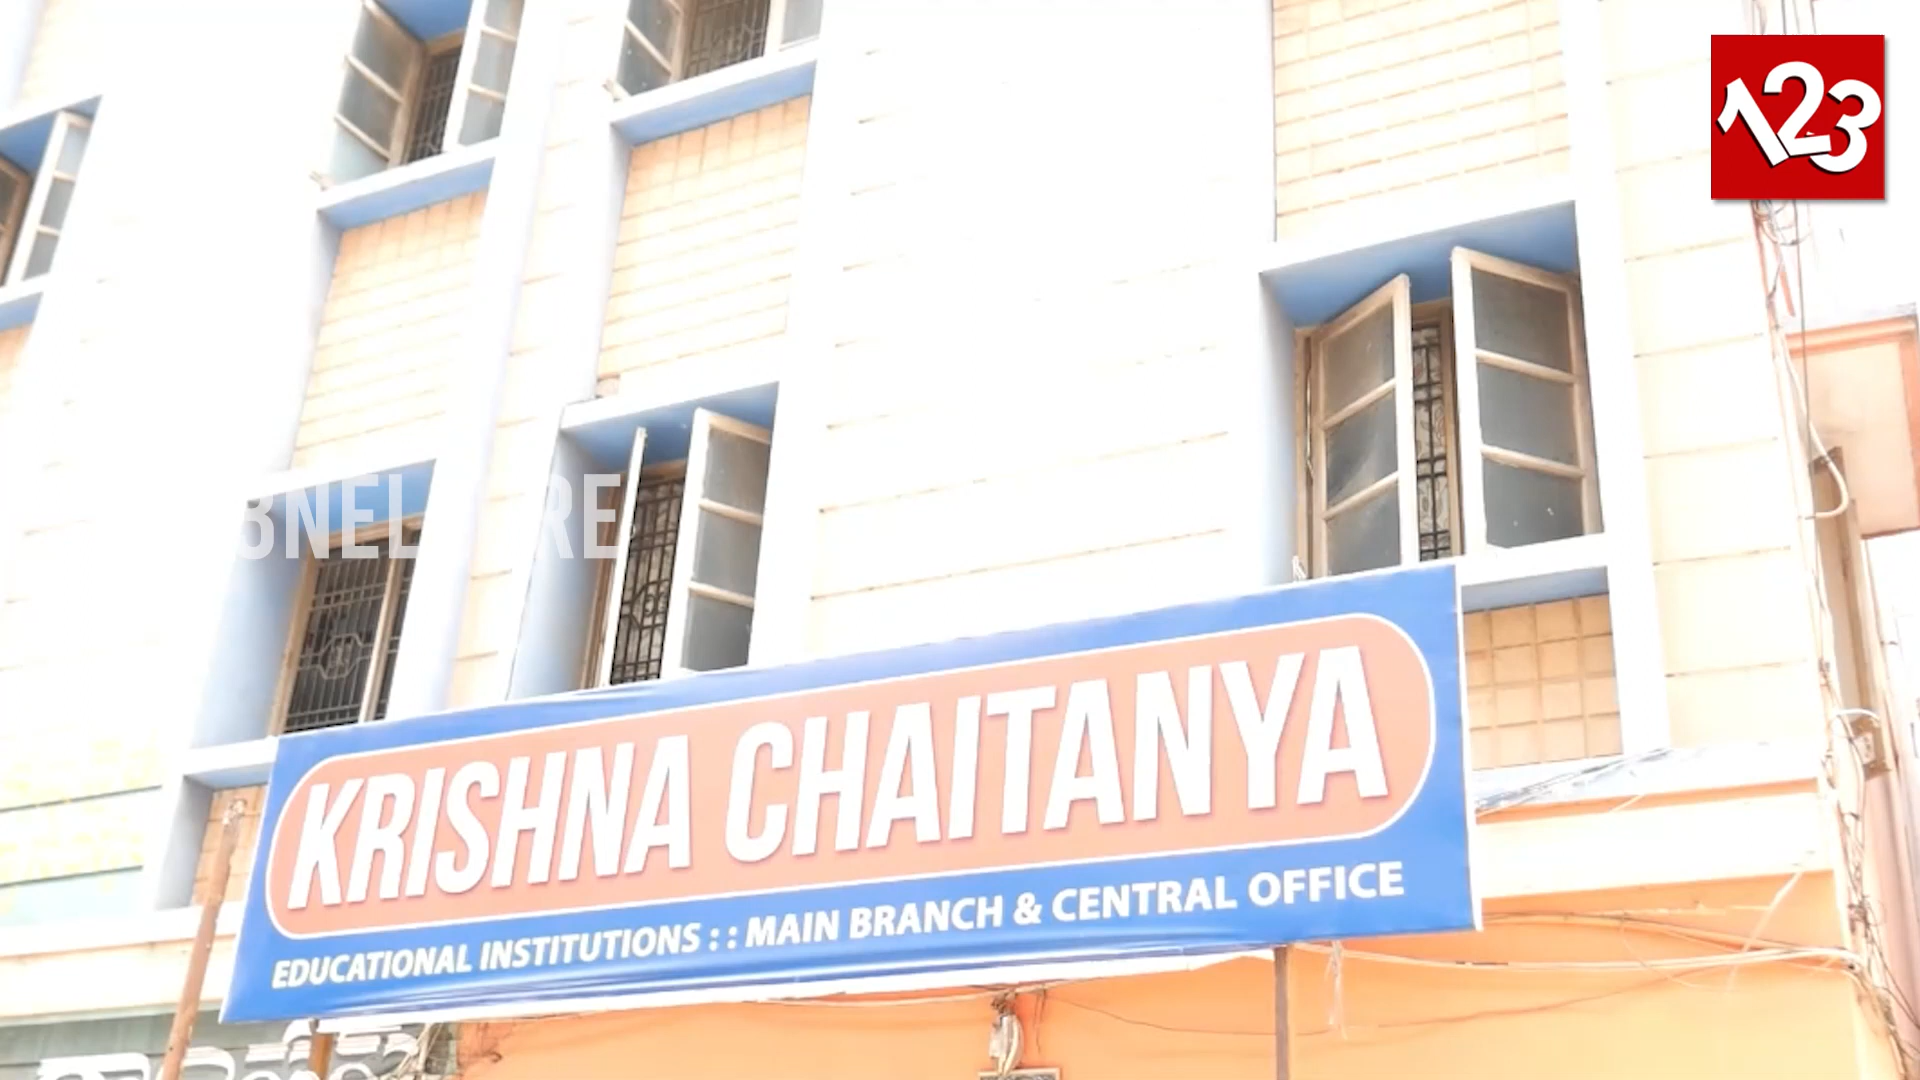 123
KRISHNA CHAITANYA
EDUCATIONAL INSTITUTIONS : : MAIN BRANCH & CENTRAL OFFICE